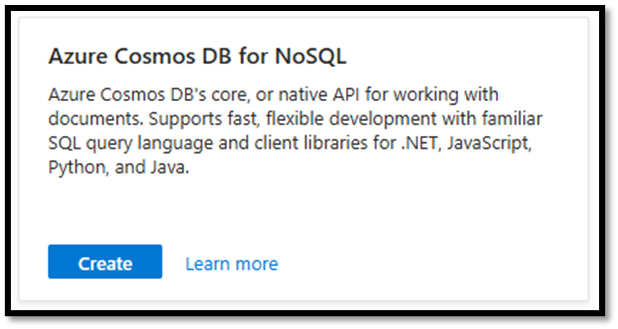 Azure Cosmos DB for NoSQL
Azure Cosmos DB's core, or native API for working with
documents. Supports fast, flexible development with familiar
SQL query language and client libraries for .NET, JavaScript,
Python, and Java.
Create
Learn more